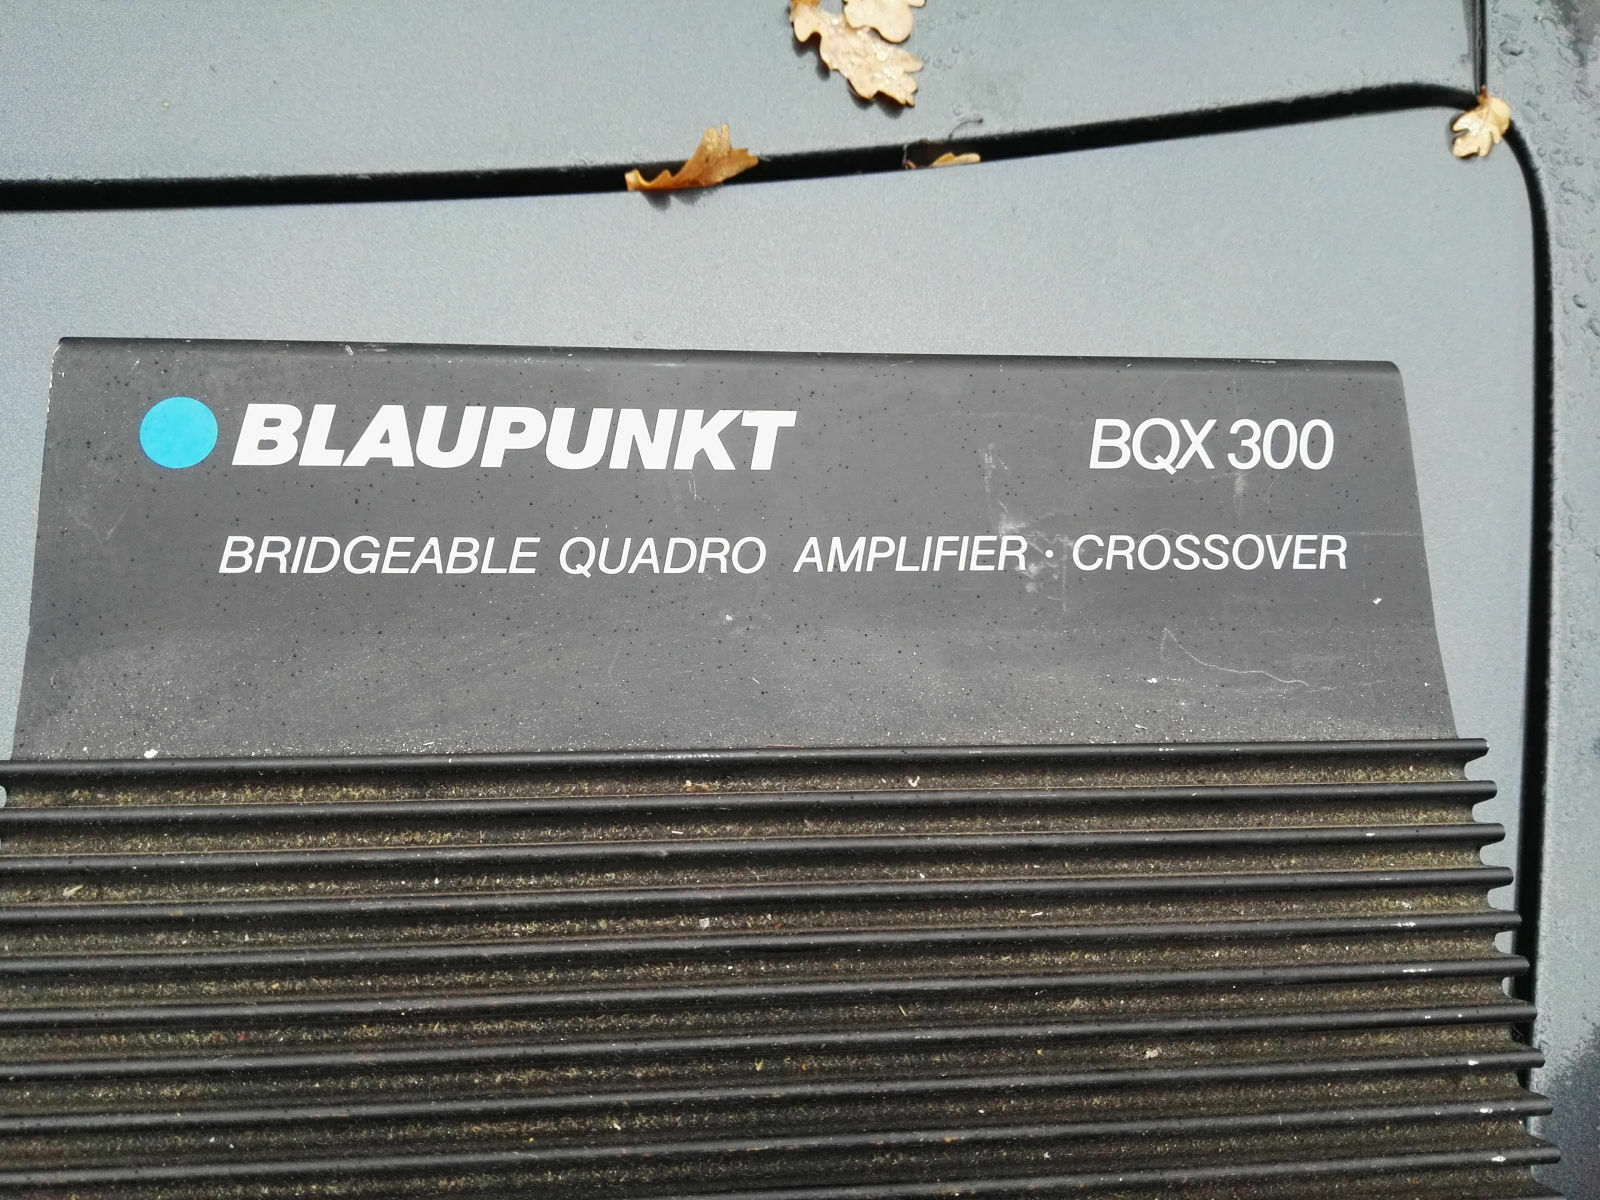 BLAUPUNKT BQX 300
BRIDGEABLE QUADRO AMPLIFIER · CROSSOVER